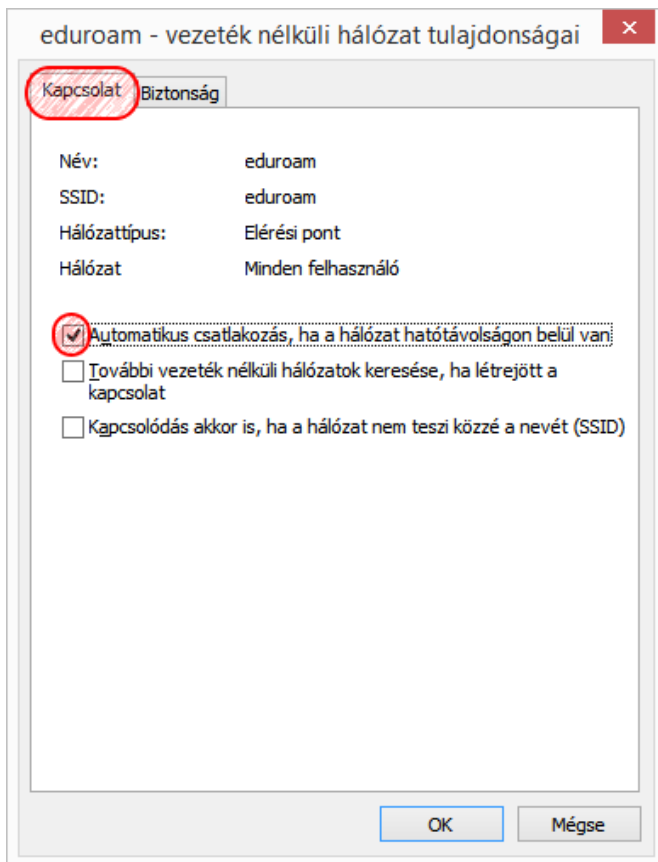 eduroam - vezeték nélküli hálózat tulajdonságai
Kapcsolat Biztonság
Név: eduroam
SSID: eduroam
Hálózattípus: Elérési pont
Hálózat Minden felhasználó
Automatikus csatlakozás, ha a hálózat hatótávolságon belül van
További vezeték nélküli hálózatok keresése, ha létrejött a
kapcsolat
Kapcsolódás akkor is, ha a hálózat nem teszi közzé a nevét (SSID)
OK Mégse